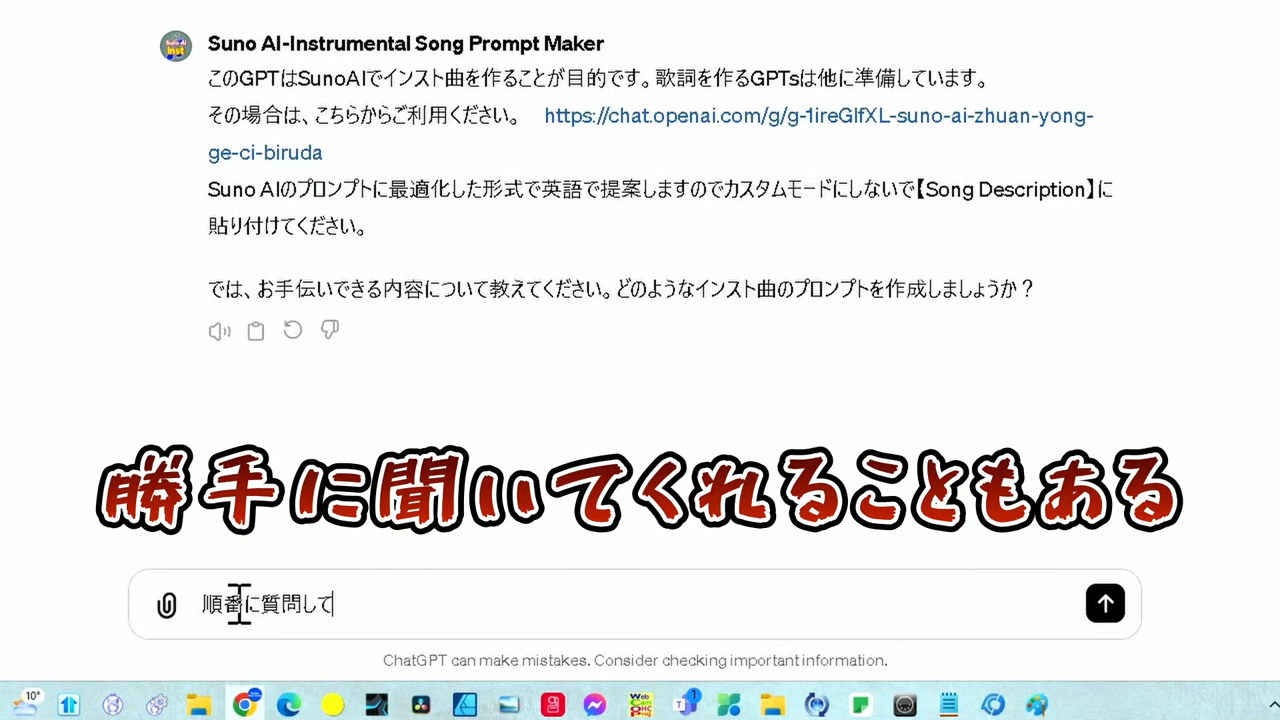 Suno AI-Instrumental Song Prompt Maker
このGPTはSunoAIでインスト曲を作ることが目的です。歌詞を作るGPTsは他に準備しています。
その場合は、こちらからご利用ください。 https://chat.openai.com/g/g-1ireGlfXL-suno-ai-zhuan-yong-
ge-ci-biruda
Suno AIのプロンプトに最適化した形式で英語で提案しますのでカスタムモードにしないで【Song Description】に
貼り付けてください。
では、お手伝いできる内容について教えてください。どのようなインスト曲のプロンプトを作成しましょうか？
勝手に聞いてくれることもある
順番に質問して
ChatGPT can make mistakes. Consider checking important information.
10°
1